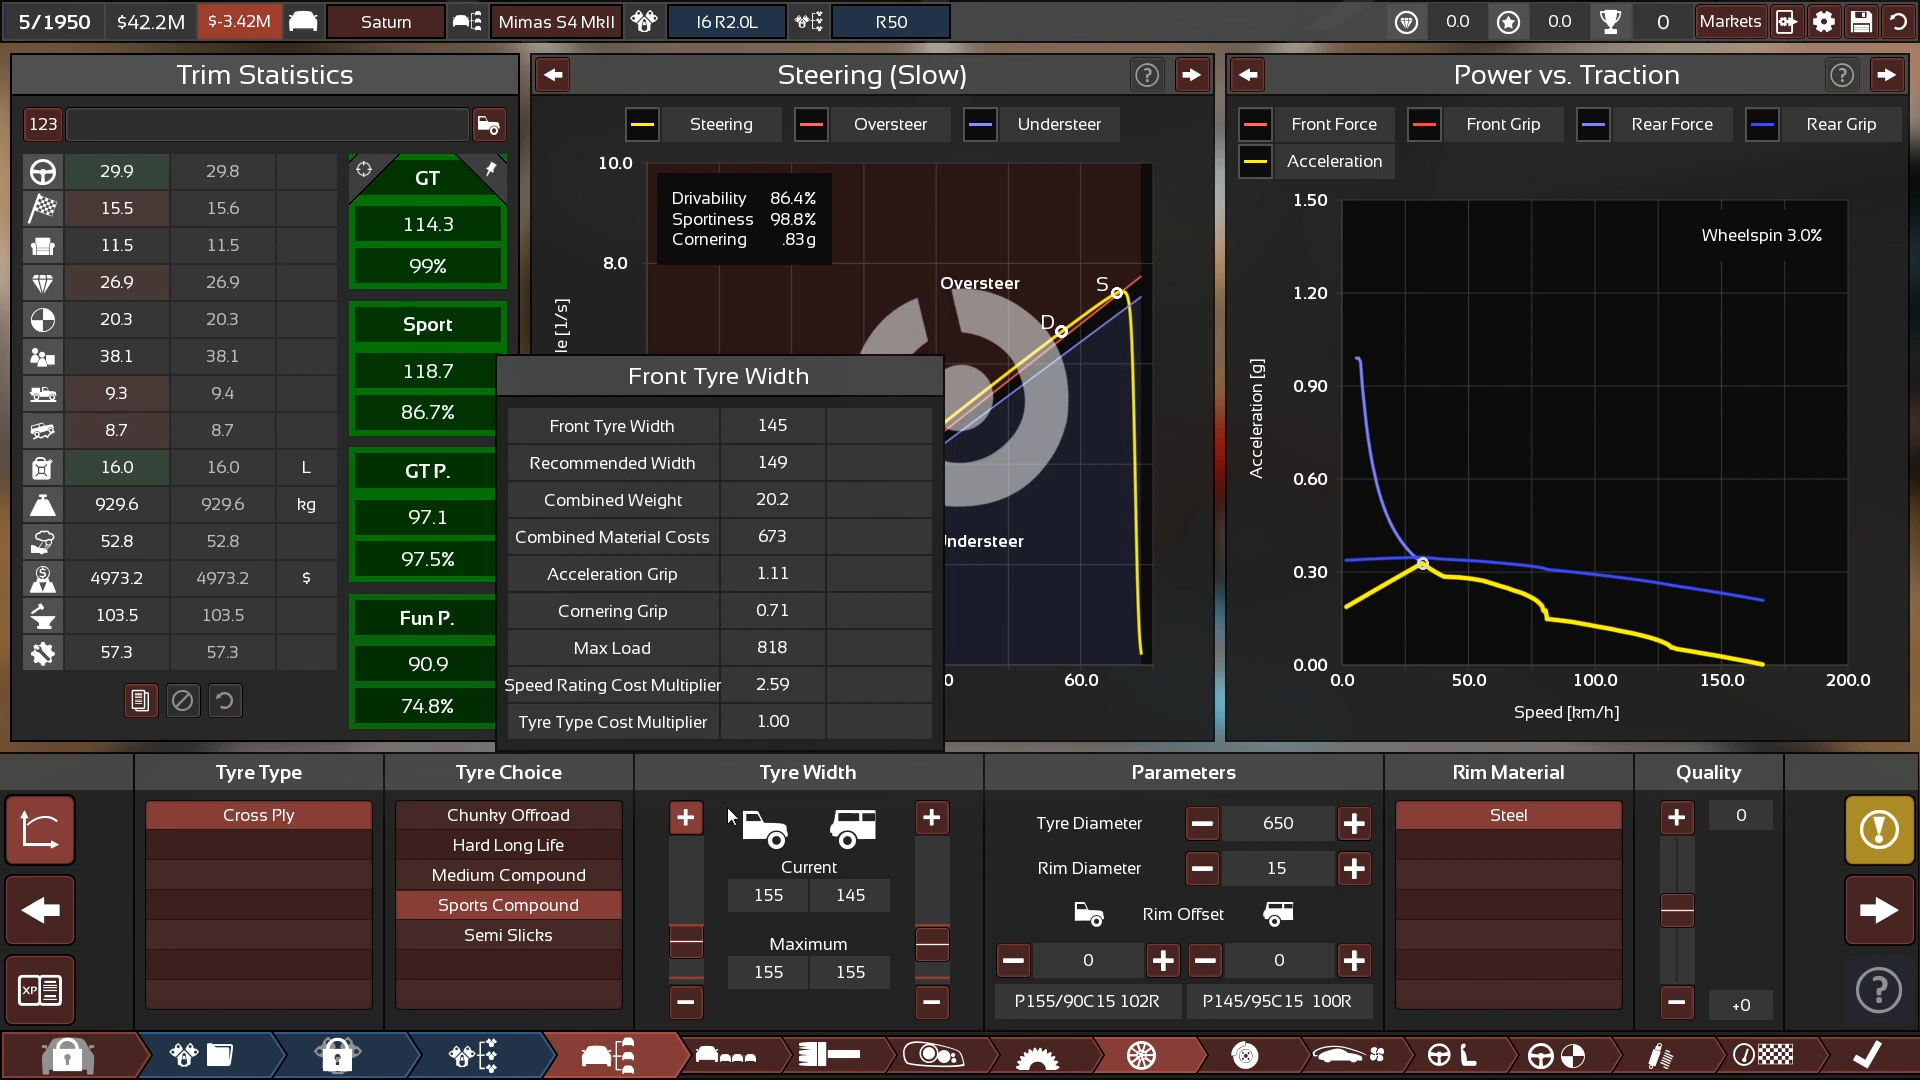 5/1950
$42.2M
$-3.42M
Saturn
Mimas S4 MkII
I6 R2.0L
R50
0.0
0.0
0
Markets
Trim Statistics
123
29.9 29.8
15.5 15.6
11.5 11.5
26.9 26.9
20.3 20.3
38.1 38.1
9.3 9.4
8.7 8.7
16.0 16.0 L
929.6 929.6 kg
52.8 52.8
4973.2 4973.2 $
103.5 103.5
57.3 57.3
GT
114.3
99%
Sport
118.7
86.7%
GT P.
97.1
97.5%
Fun P.
90.9
74.8%
Steering (Slow)
?
Steering
Oversteer
Understeer
10.0
8.0
Drivability 86.4%
Sportiness 98.8%
Cornering .83g
Oversteer
S
D
le [1/s]
Understeer
0
60.0
Front Tyre Width
Front Tyre Width 145
Recommended Width 149
Combined Weight 20.2
Combined Material Costs 673
Acceleration Grip 1.11
Cornering Grip 0.71
Max Load 818
Speed Rating Cost Multiplier 2.59
Tyre Type Cost Multiplier 1.00
Power vs. Traction
?
Front Force
Front Grip
Rear Force
Rear Grip
Acceleration
1.50
1.20
0.90
0.60
0.30
0.00
Acceleration [g]
Wheelspin 3.0%
0.0 50.0 100.0 150.0 200.0
Speed [km/h]
Tyre Type
Cross Ply
Tyre Choice
Chunky Offroad
Hard Long Life
Medium Compound
Sports Compound
Semi Slicks
Tyre Width
Current
155 145
Maximum
155 155
Parameters
Tyre Diameter 650
Rim Diameter 15
Rim Offset
0 0
P155/90C15 102R
P145/95C15 100R
Rim Material
Steel
Quality
0
+0
XP
?